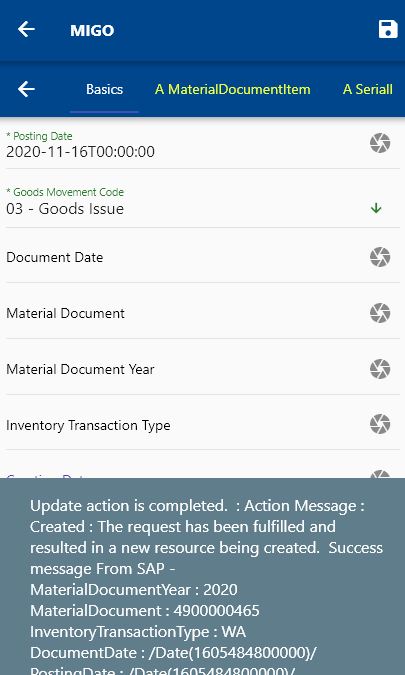 MIGO
Basics A MaterialDocumentItem A Seriall
* Posting Date
2020-11-16T00:00:00
* Goods Movement Code
03 - Goods Issue
Document Date
Material Document
Material Document Year
Inventory Transaction Type
Update action is completed.  : Action Message :
Created : The request has been fulfilled and
resulted in a new resource being created.  Success
message From SAP -
MaterialDocumentYear : 2020
MaterialDocument : 4900000465
InventoryTransactionType : WA
DocumentDate : /Date(1605484800000)/
PostingDate : /Date(1605484800000)/